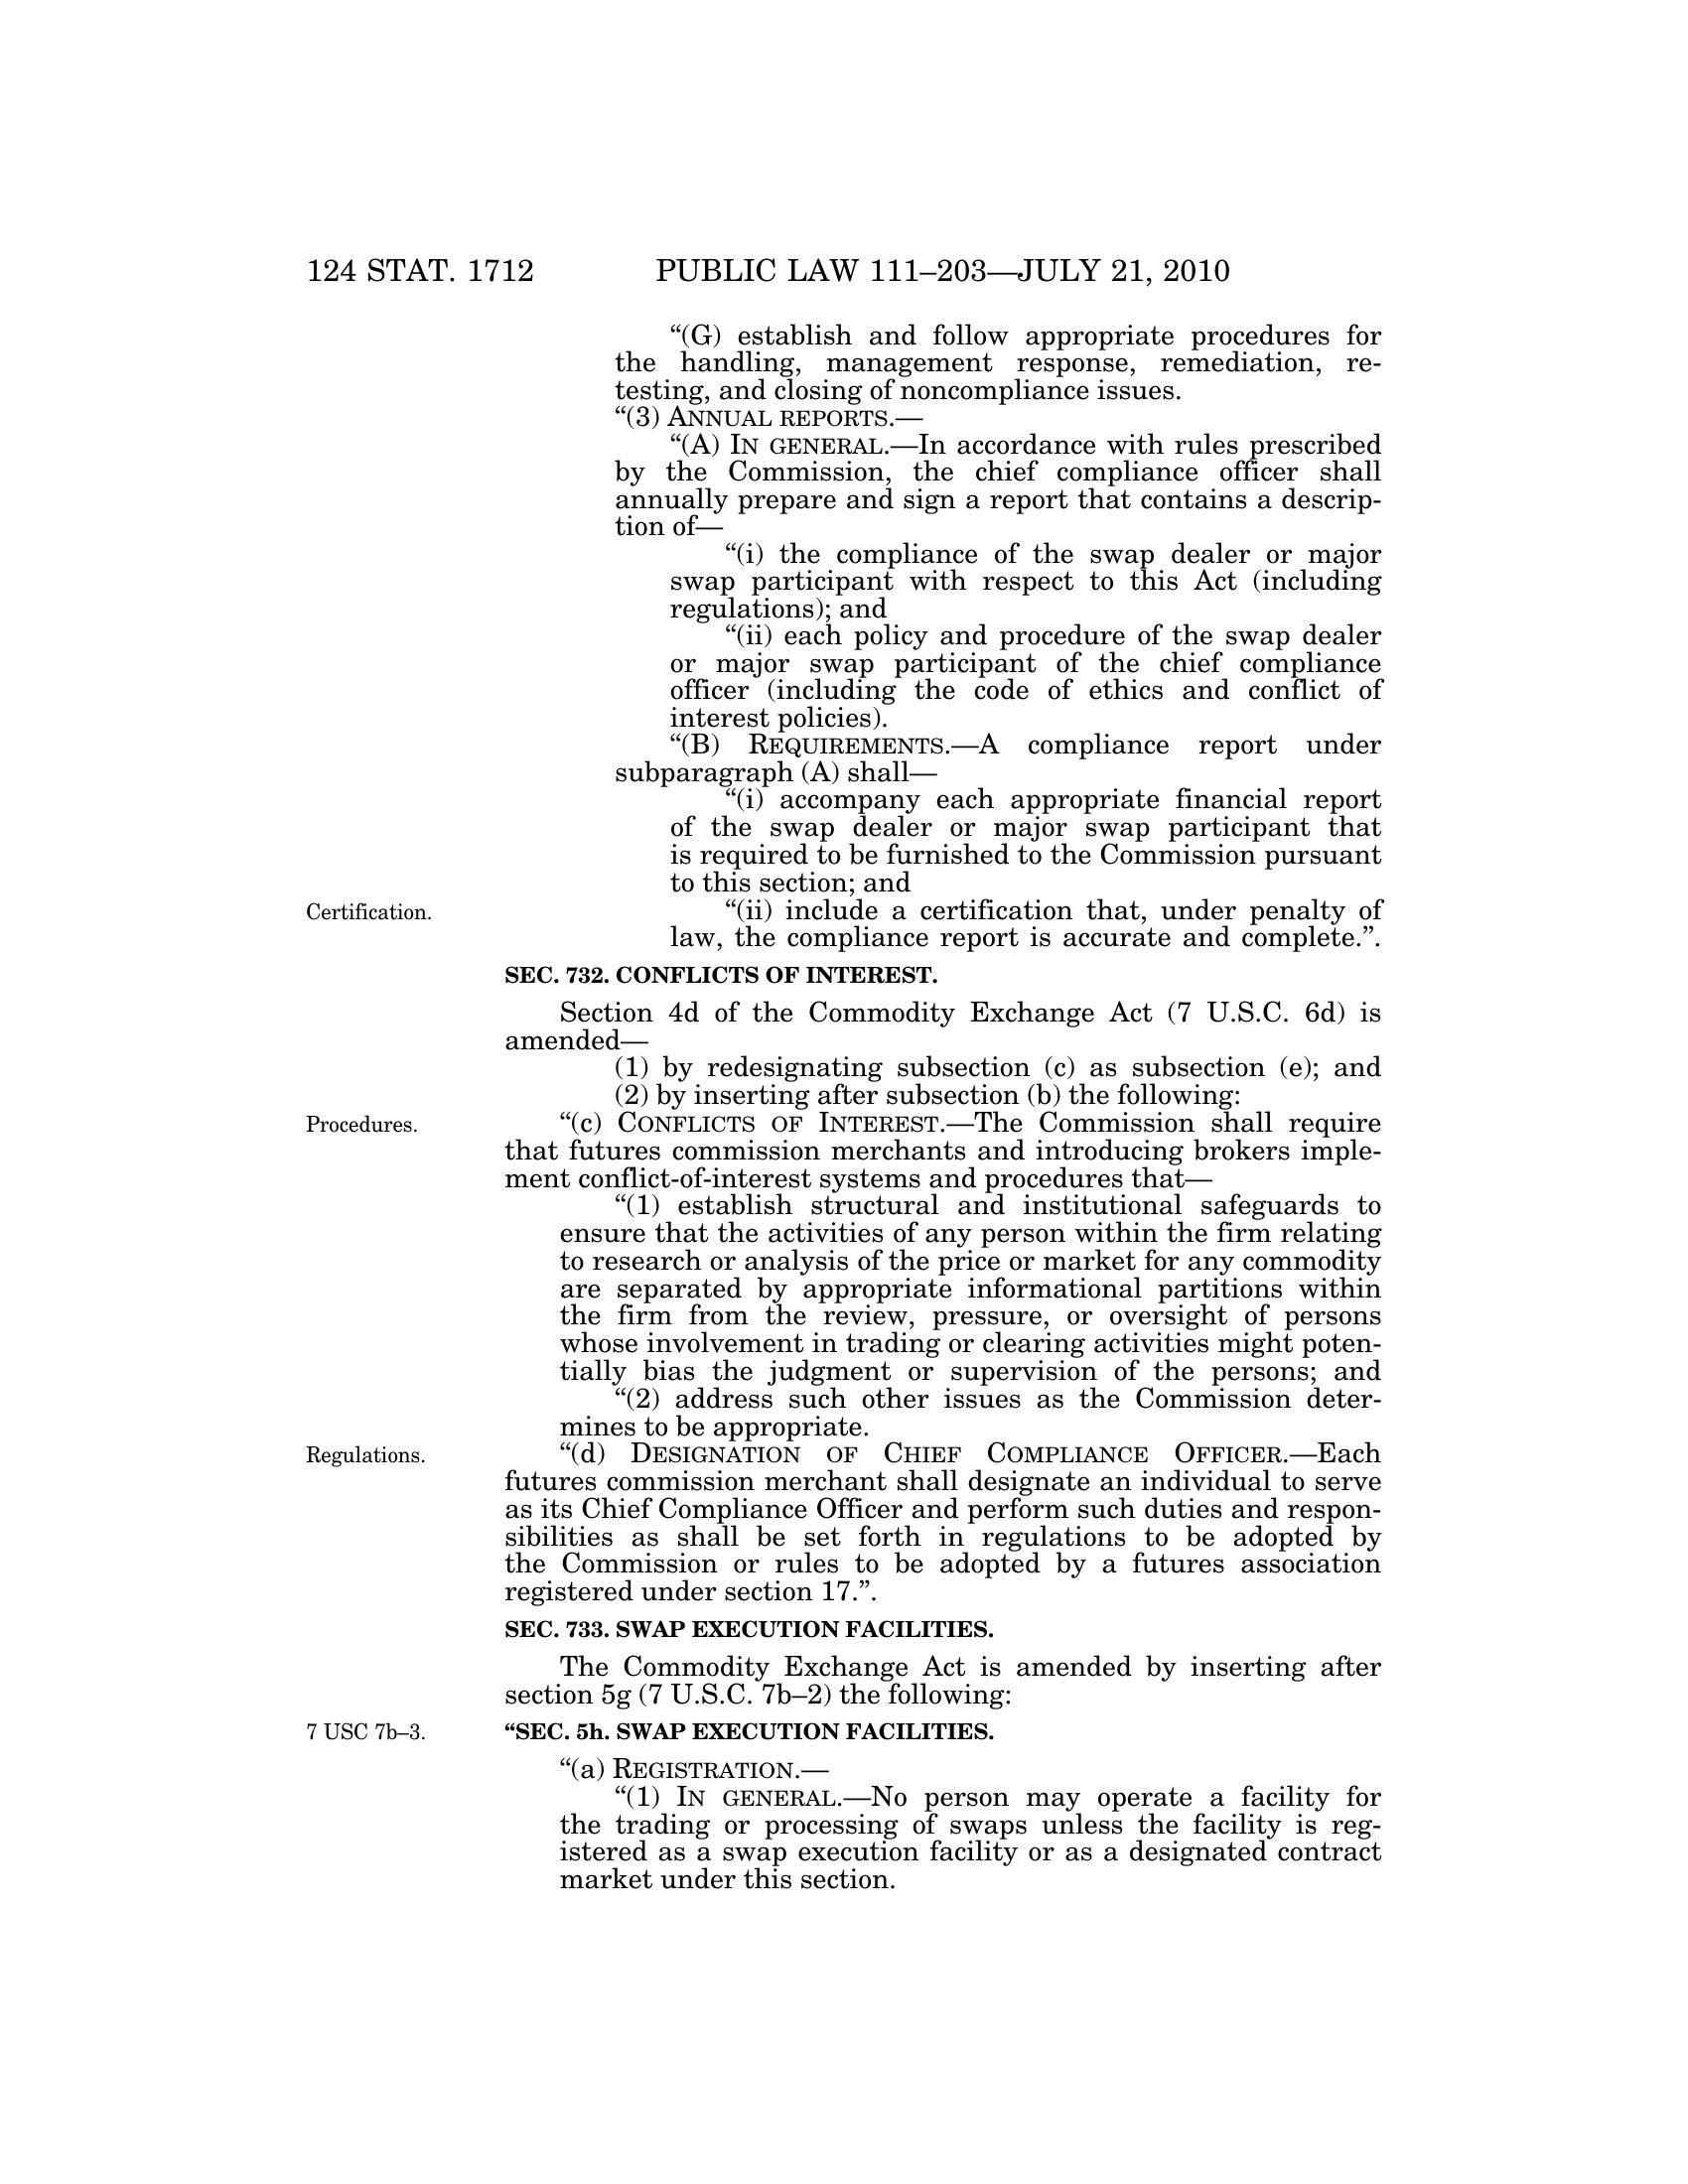 124 STAT. 1712 PUBLIC LAW 111–203—JULY 21, 2010
“(G) establish and follow appropriate procedures for
the handling, management response, remediation, re-
testing, and closing of noncompliance issues.
“(3) ANNUAL REPORTS.—
“(A) IN GENERAL.—In accordance with rules prescribed
by the Commission, the chief compliance officer shall
annually prepare and sign a report that contains a descrip-
tion of—
“(i) the compliance of the swap dealer or major
swap participant with respect to this Act (including
regulations); and
“(ii) each policy and procedure of the swap dealer
or major swap participant of the chief compliance
officer (including the code of ethics and conflict of
interest policies).
“(B) REQUIREMENTS.—A compliance report under
subparagraph (A) shall—
“(i) accompany each appropriate financial report
of the swap dealer or major swap participant that
is required to be furnished to the Commission pursuant
to this section; and
Certification.
“(ii) include a certification that, under penalty of
law, the compliance report is accurate and complete.”.
SEC. 732. CONFLICTS OF INTEREST.
Section 4d of the Commodity Exchange Act (7 U.S.C. 6d) is
amended—
(1) by redesignating subsection (c) as subsection (e); and
(2) by inserting after subsection (b) the following:
Procedures.
“(c) CONFLICTS OF INTEREST.—The Commission shall require
that futures commission merchants and introducing brokers imple-
ment conflict-of-interest systems and procedures that—
“(1) establish structural and institutional safeguards to
ensure that the activities of any person within the firm relating
to research or analysis of the price or market for any commodity
are separated by appropriate informational partitions within
the firm from the review, pressure, or oversight of persons
whose involvement in trading or clearing activities might poten-
tially bias the judgment or supervision of the persons; and
“(2) address such other issues as the Commission deter-
mines to be appropriate.
Regulations.
“(d) DESIGNATION OF CHIEF COMPLIANCE OFFICER.—Each
futures commission merchant shall designate an individual to serve
as its Chief Compliance Officer and perform such duties and respon-
sibilities as shall be set forth in regulations to be adopted by
the Commission or rules to be adopted by a futures association
registered under section 17.”.
SEC. 733. SWAP EXECUTION FACILITIES.
The Commodity Exchange Act is amended by inserting after
section 5g (7 U.S.C. 7b–2) the following:
7 USC 7b–3.
“SEC. 5h. SWAP EXECUTION FACILITIES.
“(a) REGISTRATION.—
“(1) IN GENERAL.—No person may operate a facility for
the trading or processing of swaps unless the facility is reg-
istered as a swap execution facility or as a designated contract
market under this section.